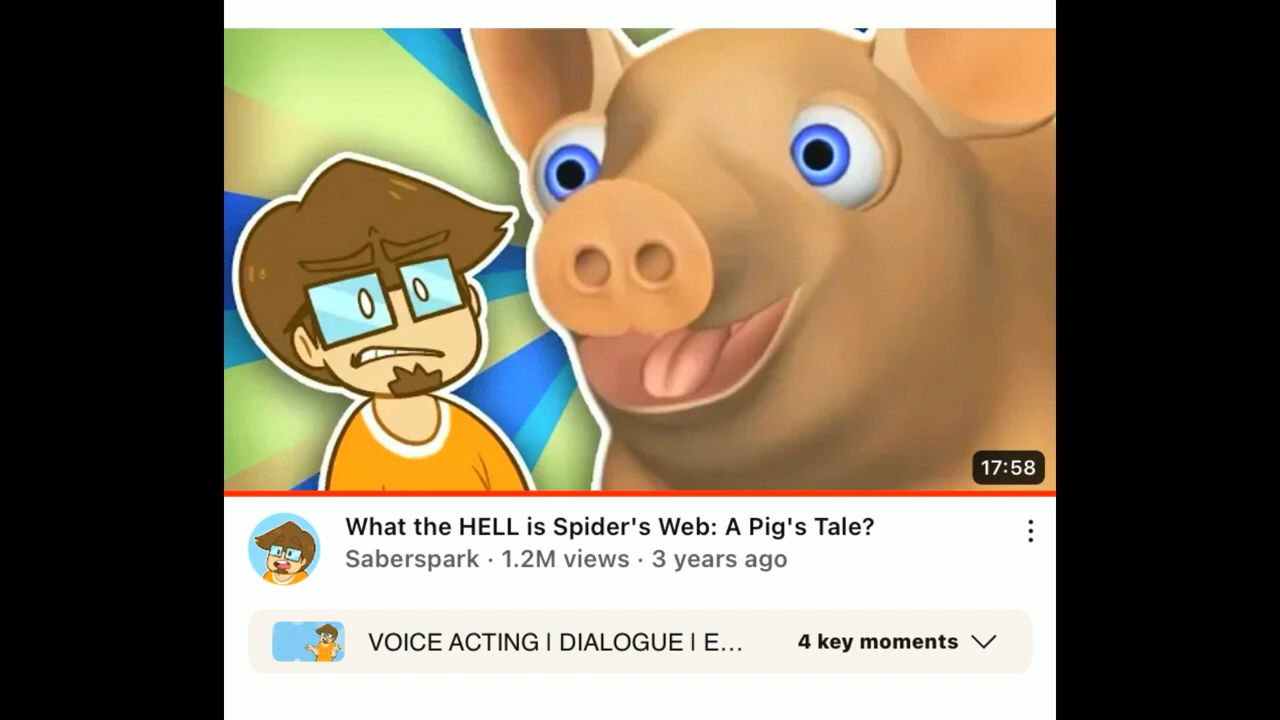 17:58
What the HELL is Spider's Web: A Pig's Tale?
Saberspark · 1.2M views · 3 years ago
VOICE ACTING | DIALOGUE | E... 4 key moments